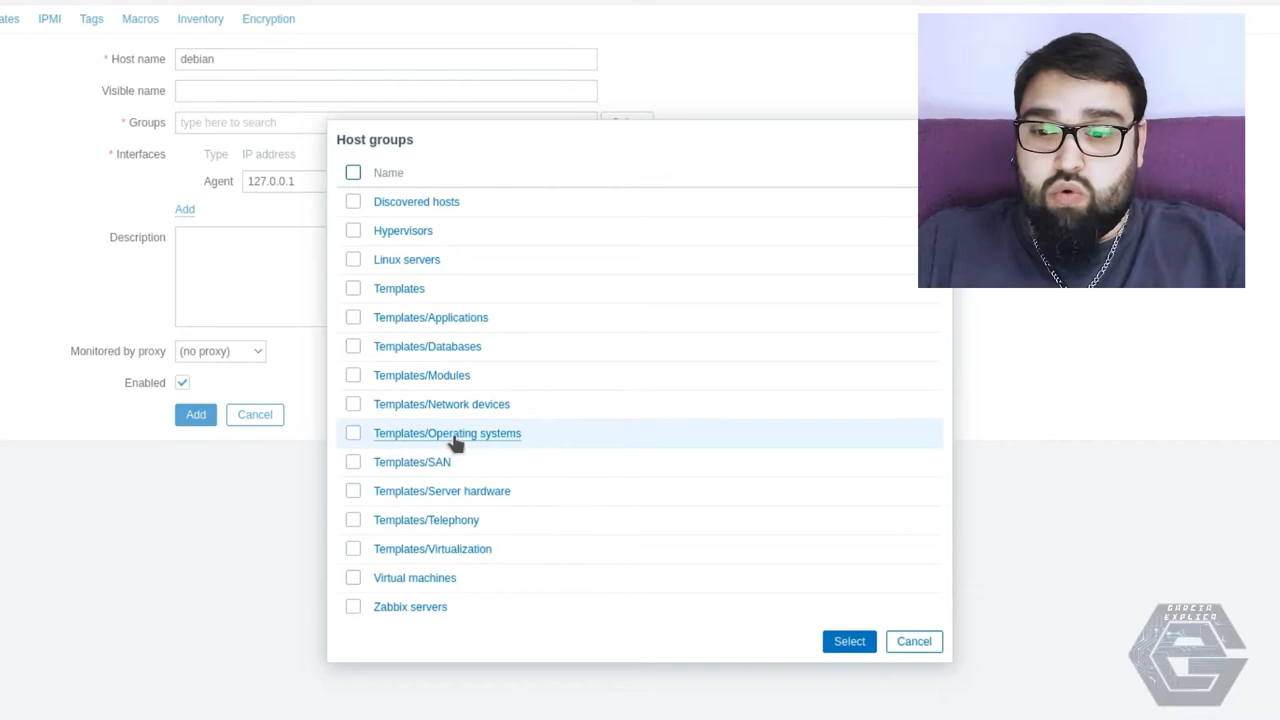 ates IPMI Tags Macros Inventory Encryption
* Host name debian
Visible name
* Groups type here to search
* Interfaces Type IP address
Agent 127.0.0.1
Add
Description
Monitored by proxy (no proxy)
Enabled
Add Cancel
Host groups
Name
Discovered hosts
Hypervisors
Linux servers
Templates
Templates/Applications
Templates/Databases
Templates/Modules
Templates/Network devices
Templates/Operating systems
Templates/SAN
Templates/Server hardware
Templates/Telephony
Templates/Virtualization
Virtual machines
Zabbix servers
Select Cancel
GARCIA
EXPLICA